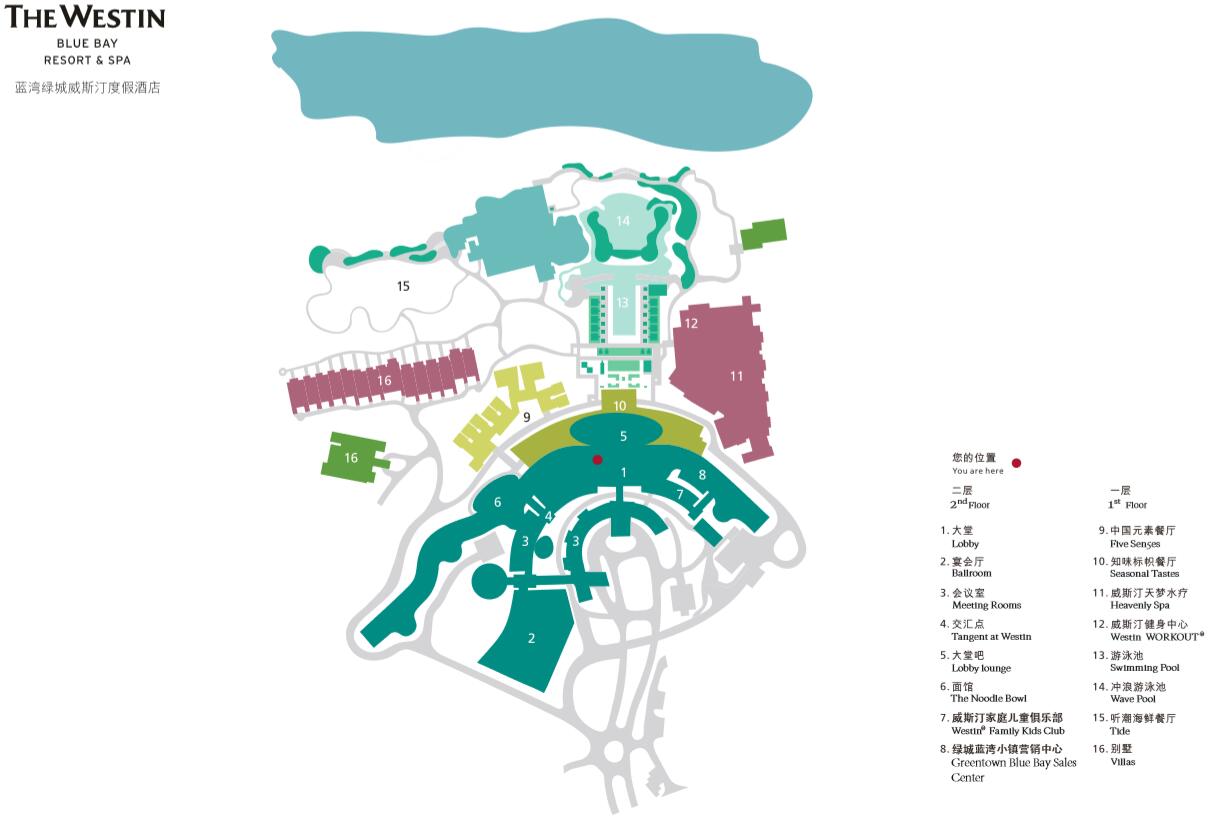 THE WESTIN
BLUE BAY
RESORT & SPA
蓝湾绿城威斯汀度假酒店
14
15
13
12
16
11
10
9
5
16
1
8
7
6
4
3
3
2
您的位置
You are here
二层
2nd Floor
1. 大堂
Lobby
2. 宴会厅
Ballroom
3. 会议室
Meeting Rooms
4. 交汇点
Tangent at Westin
5. 大堂吧
Lobby lounge
6. 面馆
The Noodle Bowl
7. 威斯汀家庭儿童俱乐部
Westin® Family Kids Club
8. 绿城蓝湾小镇营销中心
Greentown Blue Bay Sales
Center
一层
1st Floor
9. 中国元素餐厅
Five Sen5es
10. 知味标帜餐厅
Seasonal Tastes
11. 威斯汀天梦水疗
Heavenly Spa
12. 威斯汀健身中心
Westin WORKOUT®
13. 游泳池
Swimming Pool
14. 冲浪游泳池
Wave Pool
15. 听潮海鲜餐厅
Tide
16. 别墅
Villas